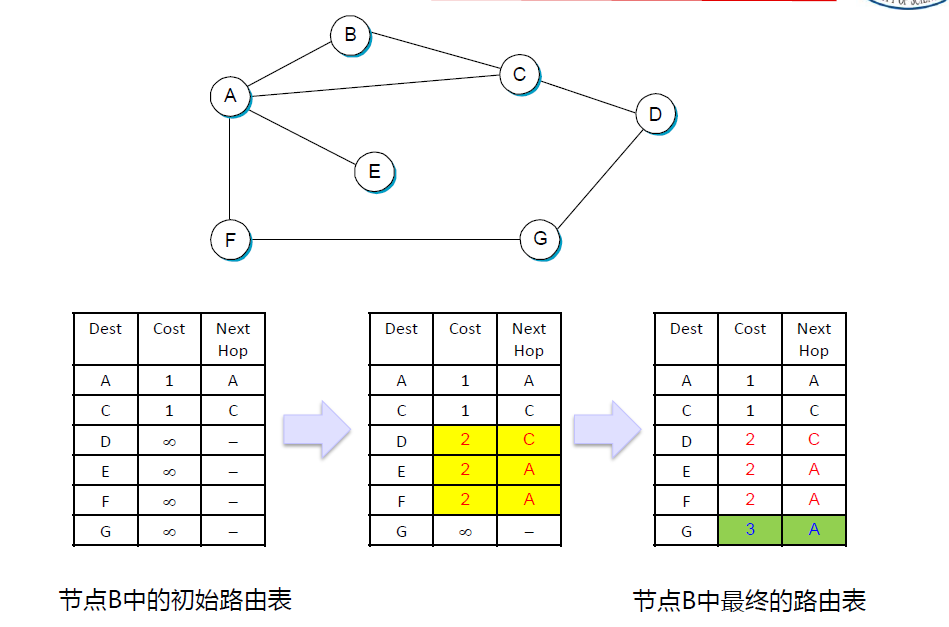 B
C
A
D
E
F
G
Dest Cost Next Hop
A 1 A
C 1 C
D ∞ –
E ∞ –
F ∞ –
G ∞ –
Dest Cost Next Hop
A 1 A
C 1 C
D 2 C
E 2 A
F 2 A
G ∞ –
Dest Cost Next Hop
A 1 A
C 1 C
D 2 C
E 2 A
F 2 A
G 3 A
节点B中的初始路由表
节点B中最终的路由表